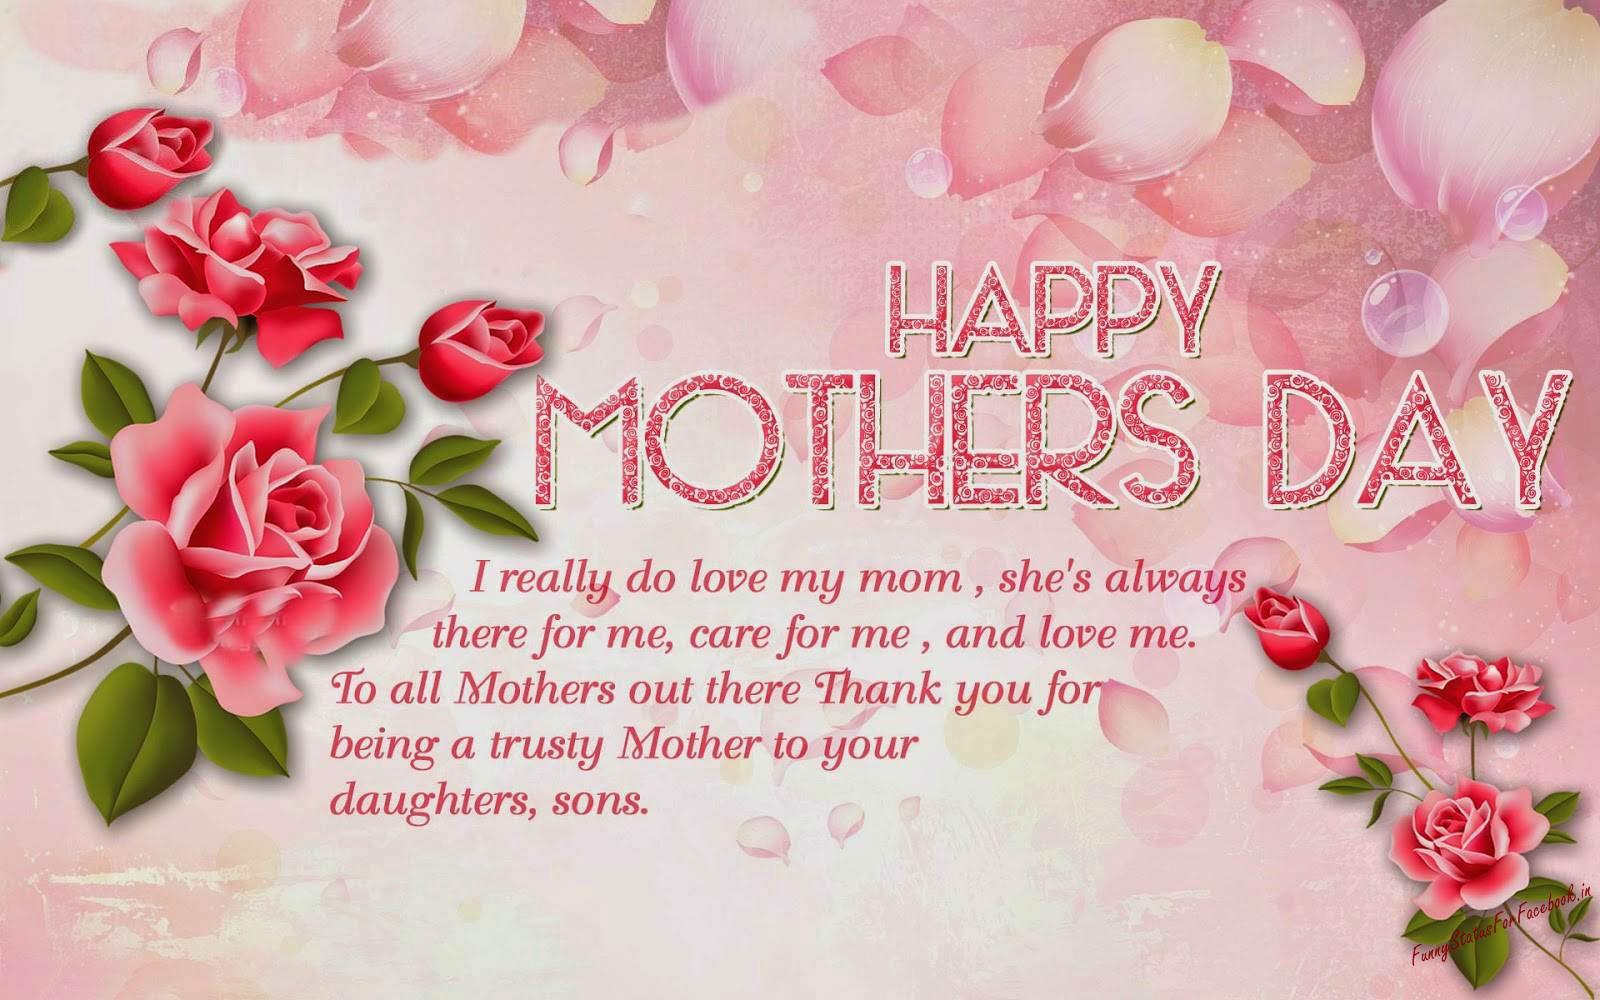 HAPPY
MOTHERS DAY
I really do love my mom , she's always
there for me, care for me , and love me.
To all Mothers out there Thank you for
being a trusty Mother to your
daughters, sons.
FunnyStatusForFacebook.in